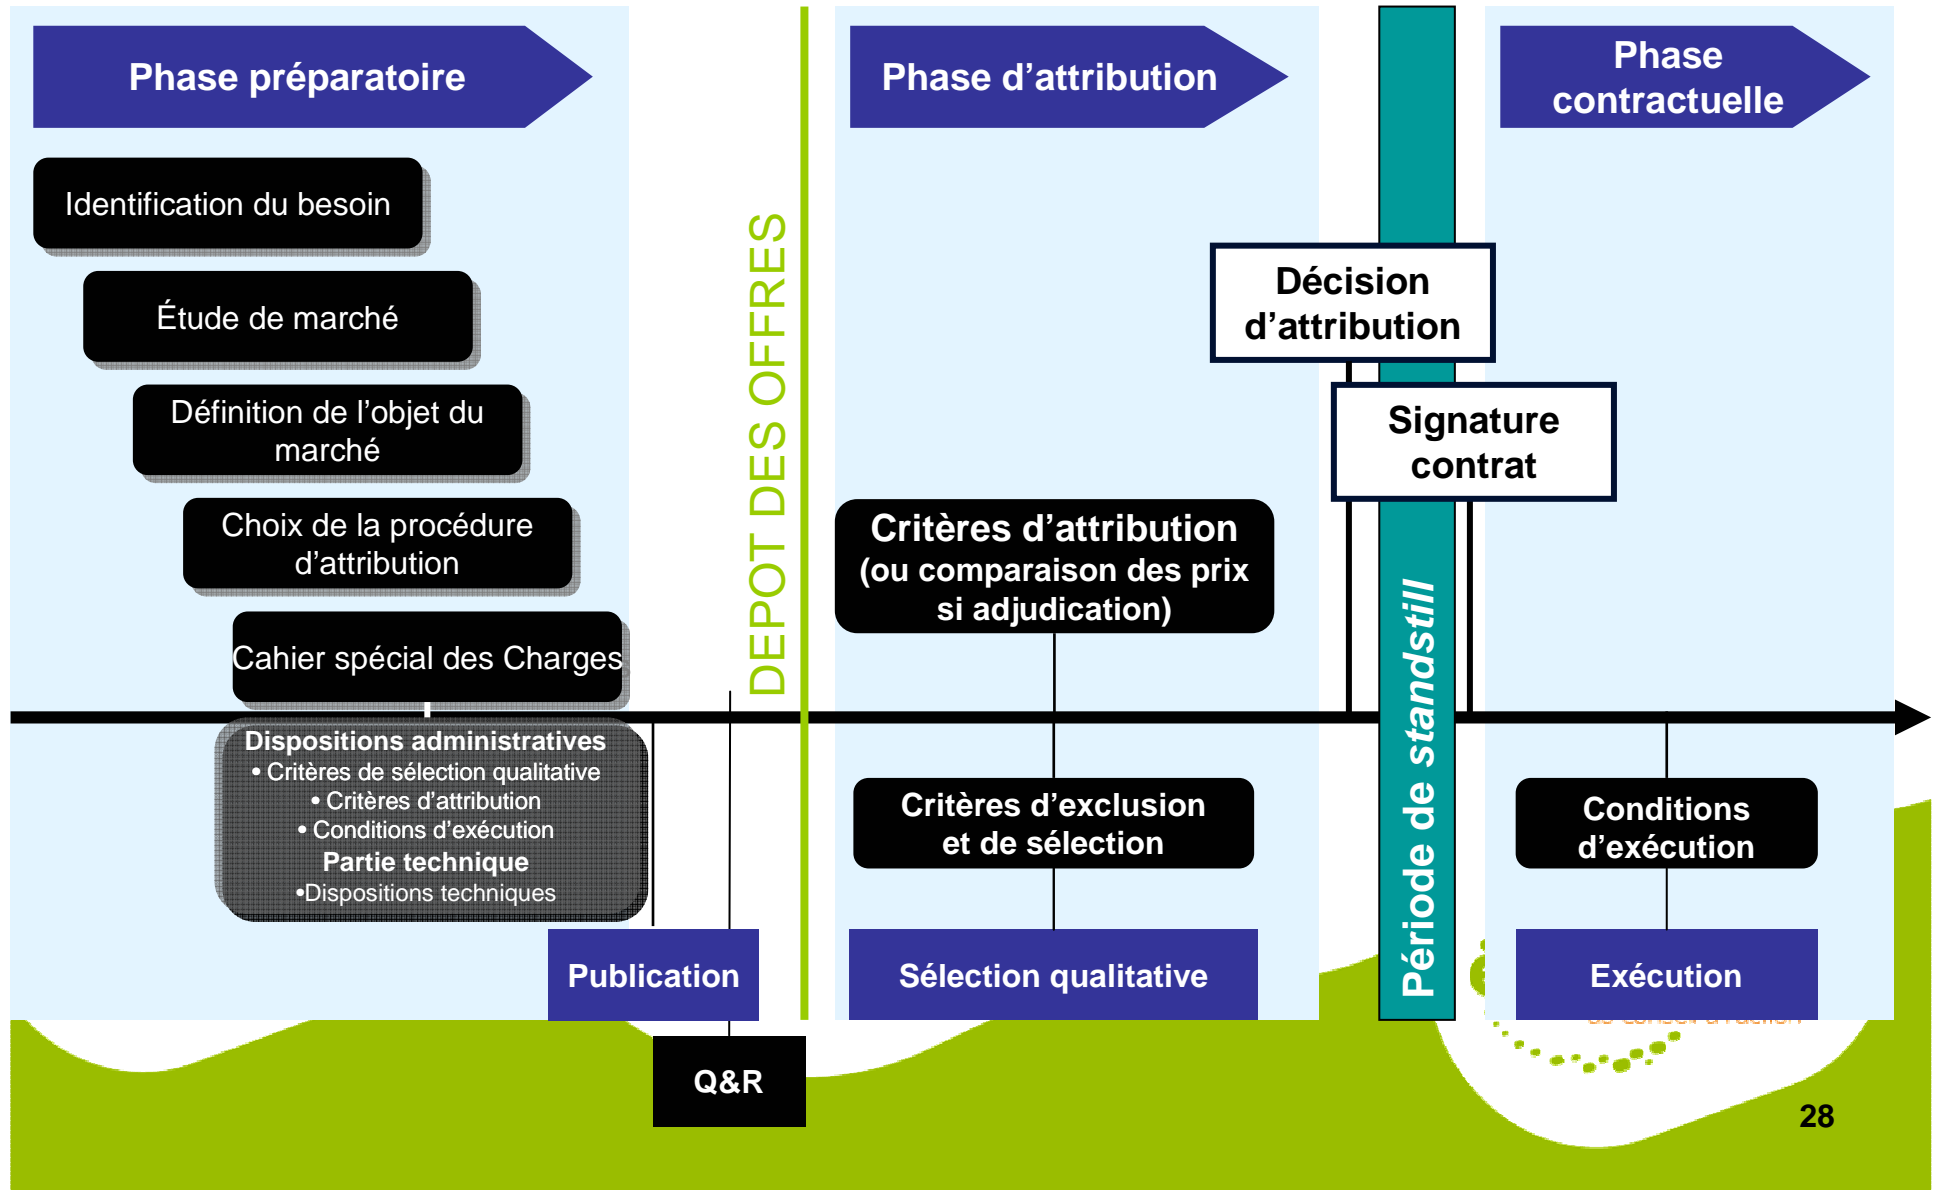 Phase préparatoire
Identification du besoin
Étude de marché
Définition de l’objet du
marché
Choix de la procédure
d’attribution
Cahier spécial des Charges
Dispositions administratives
• Critères de sélection qualitative
• Critères d’attribution
• Conditions d’exécution
Partie technique
•Dispositions techniques
Publication
Q&R
DEPOT DES OFFRES
Phase d’attribution
Critères d’attribution
(ou comparaison des prix
si adjudication)
Critères d’exclusion
et de sélection
Sélection qualitative
Décision
d’attribution
Signature
contrat
Période de standstill
Phase
contractuelle
Conditions
d’exécution
Exécution
28